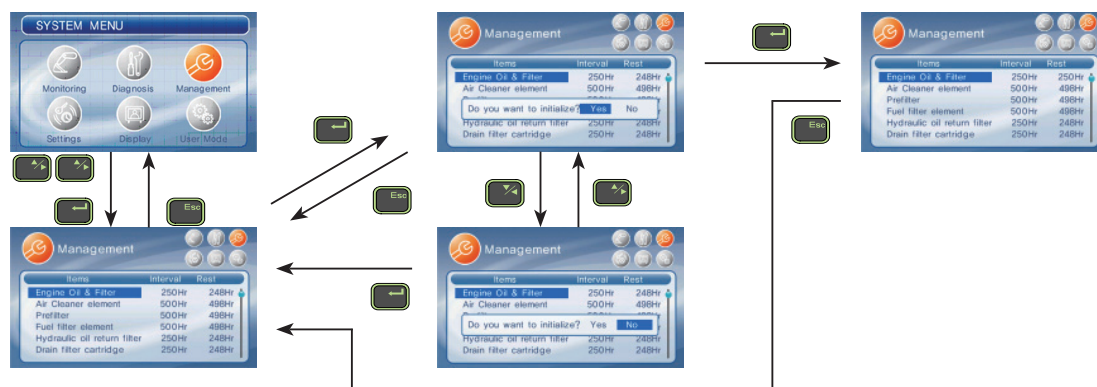 SYSTEM MENU
Monitoring Diagnosis Management
Settings Display User Mode
Esc
Management
Items Interval Rest
Engine Oil & Filter 250Hr 248Hr
Air Cleaner element 500Hr 498Hr
Prefilter 500Hr 498Hr
Fuel filter element 500Hr 498Hr
Hydraulic oil return filter 250Hr 248Hr
Drain filter cartridge 250Hr 248Hr
Esc
Management
Items Interval Rest
Engine Oil & Filter 250Hr 248Hr
Air Cleaner element 500Hr 498Hr
Do you want to initialize? Yes No
Hydraulic oil return filter 250Hr 248Hr
Drain filter cartridge 250Hr 248Hr
Management
Items Interval Rest
Engine Oil & Filter 250Hr 248Hr
Air Cleaner element 500Hr 498Hr
Do you want to initialize? Yes No
Hydraulic oil return filter 250Hr 248Hr
Drain filter cartridge 250Hr 248Hr
Esc
Management
Items Interval Rest
Engine Oil & Filter 250Hr 250Hr
Air Cleaner element 500Hr 498Hr
Prefilter 500Hr 498Hr
Fuel filter element 500Hr 498Hr
Hydraulic oil return filter 250Hr 248Hr
Drain filter cartridge 250Hr 248Hr